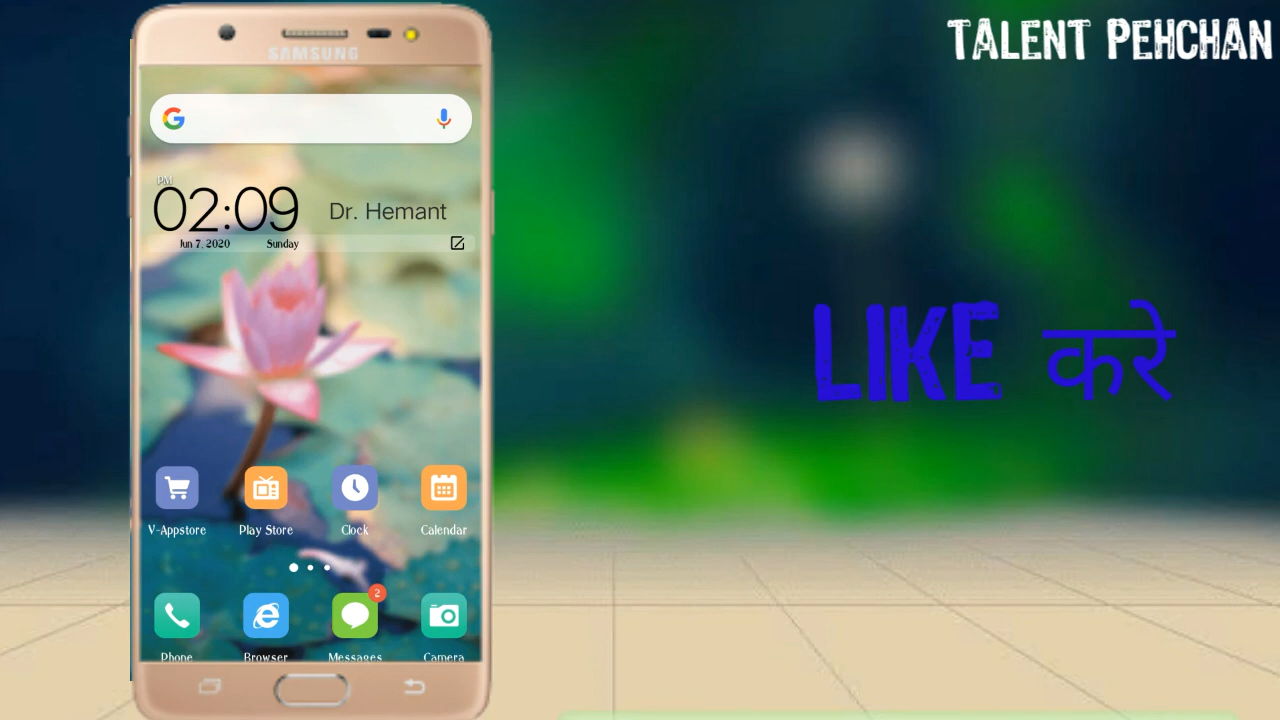 TALENT PEHCHAN
SAMSUNG
PM
02:09
Dr. Hemant
Jun 7, 2020 Sunday
LIKE करे
V-Appstore Play Store Clock Calendar
2
Phone Browser Messages Camera